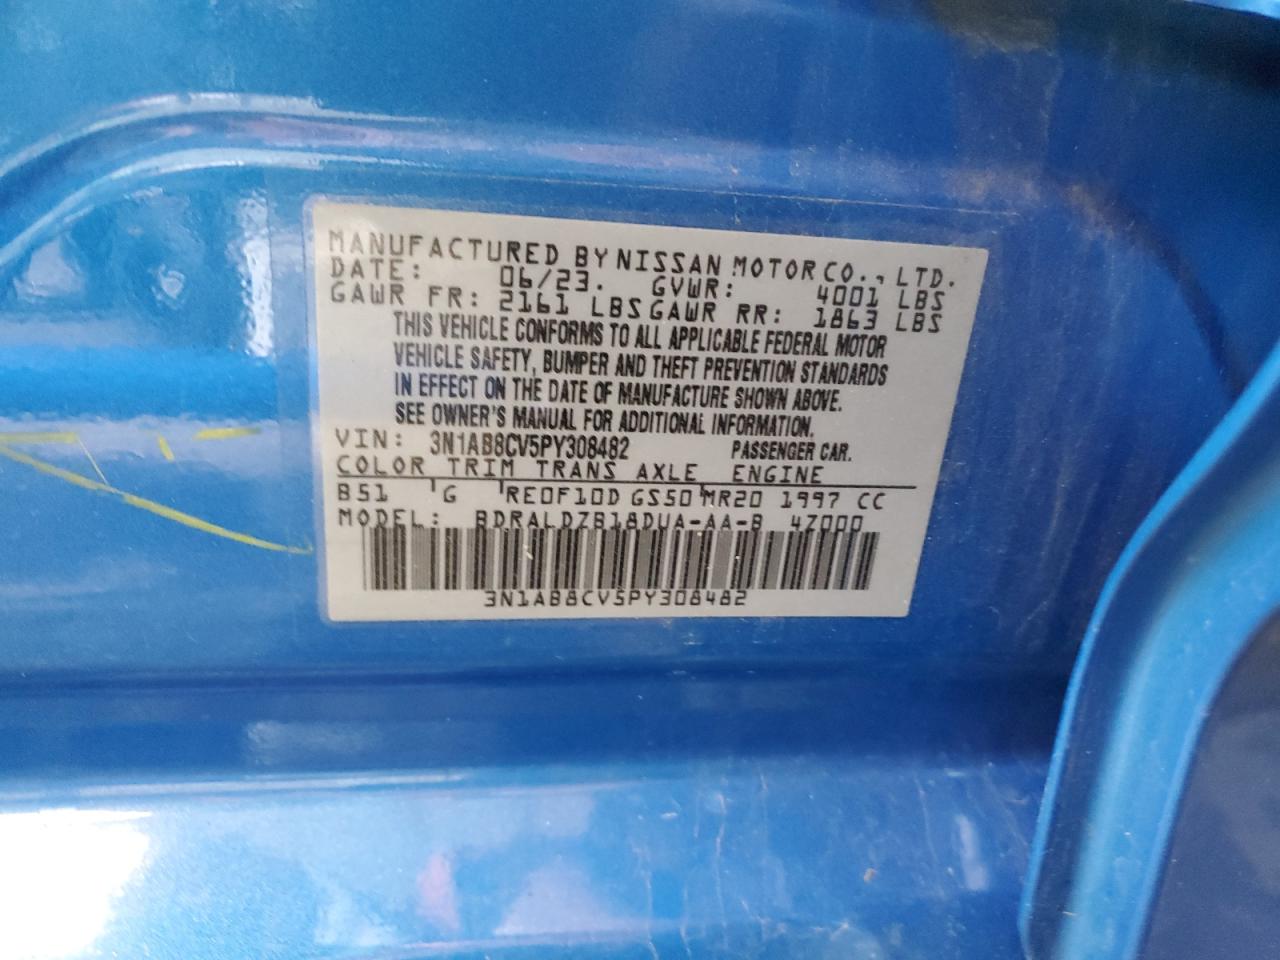 MANUFACTURED BY NISSAN MOTOR CO., LTD.
DATE: 06/23. GVWR: 4001 LBS
GAWR FR: 2161 LBS GAWR RR: 1863 LBS
THIS VEHICLE CONFORMS TO ALL APPLICABLE FEDERAL MOTOR
VEHICLE SAFETY, BUMPER AND THEFT PREVENTION STANDARDS
IN EFFECT ON THE DATE OF MANUFACTURE SHOWN ABOVE.
SEE OWNER'S MANUAL FOR ADDITIONAL INFORMATION.
VIN: 3N1AB8CV5PY308482 PASSENGER CAR.
COLOR TRIM TRANS AXLE ENGINE
B51 G RE0F10D GS50 MR20 1997 CC
MODEL: BDRALDZB18DUA-AA-B 4Z000
3N1AB8CV5PY308482